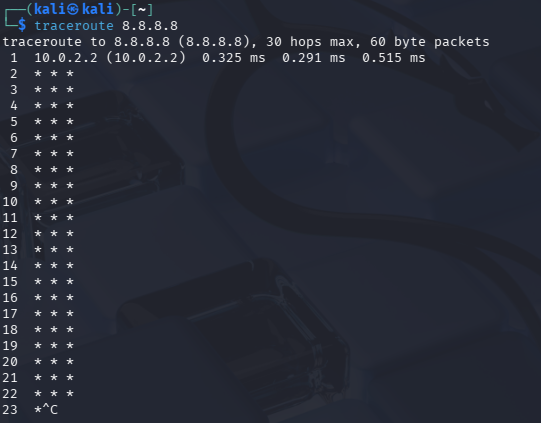 ┌──(kali㉿kali)-[~]
└─$ traceroute 8.8.8.8
traceroute to 8.8.8.8 (8.8.8.8), 30 hops max, 60 byte packets
 1  10.0.2.2 (10.0.2.2)  0.325 ms  0.291 ms  0.515 ms
 2  * * *
 3  * * *
 4  * * *
 5  * * *
 6  * * *
 7  * * *
 8  * * *
 9  * * *
10  * * *
11  * * *
12  * * *
13  * * *
14  * * *
15  * * *
16  * * *
17  * * *
18  * * *
19  * * *
20  * * *
21  * * *
22  * * *
23  *^C